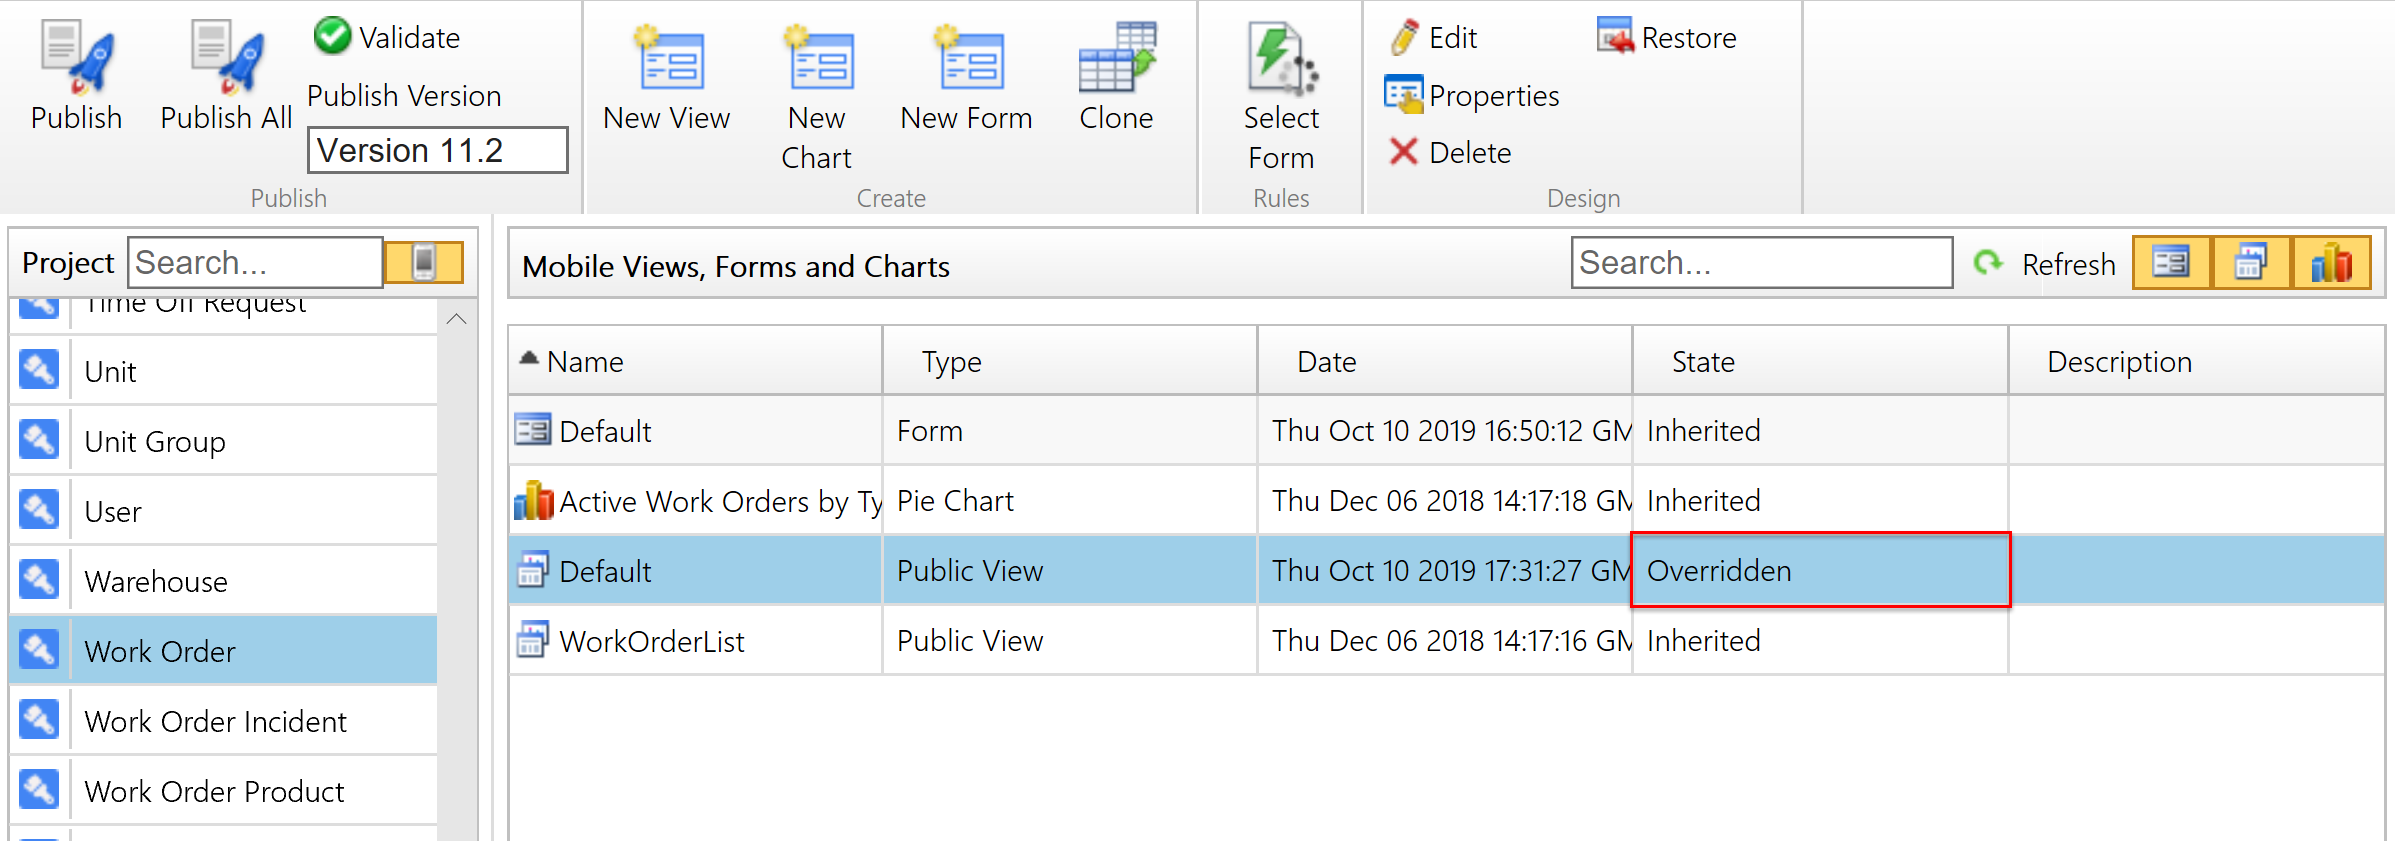 Publish
Publish All
Validate
Publish Version
Version 11.2
Publish
New View
New Chart
New Form
Clone
Create
Select Form
Rules
Edit
Properties
Delete
Restore
Design
Project
Search...
Time Off Request
Unit
Unit Group
User
Warehouse
Work Order
Work Order Incident
Work Order Product
Mobile Views, Forms and Charts
Search...
Refresh
Name Type Date State Description
Default Form Thu Oct 10 2019 16:50:12 GM Inherited
Active Work Orders by Ty Pie Chart Thu Dec 06 2018 14:17:18 GM Inherited
Default Public View Thu Oct 10 2019 17:31:27 GM Overridden
WorkOrderList Public View Thu Dec 06 2018 14:17:16 GM Inherited